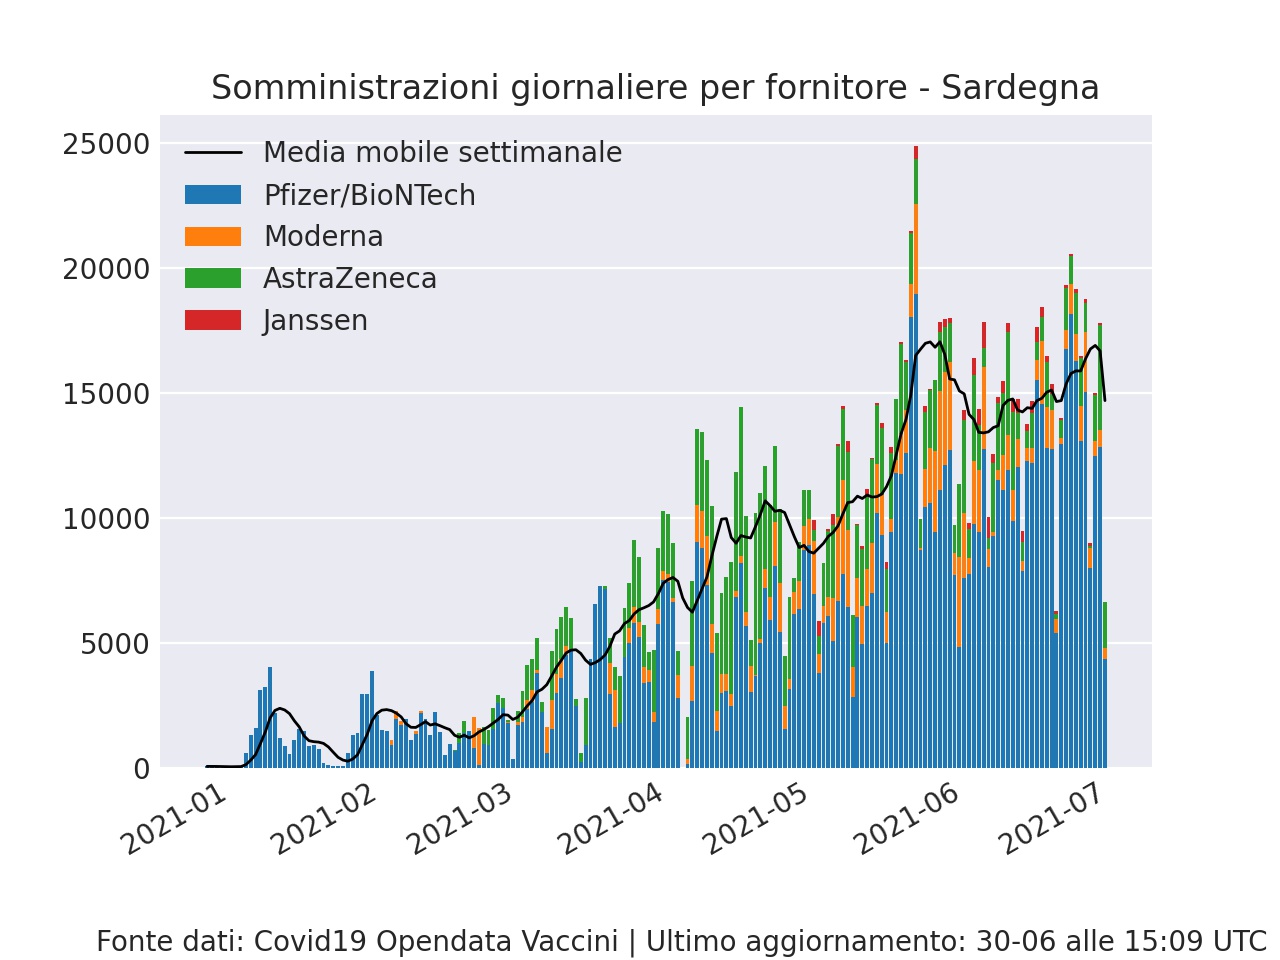 Somministrazioni giornaliere per fornitore - Sardegna
25000
20000
15000
10000
5000
0
Media mobile settimanale
Pfizer/BioNTech
Moderna
AstraZeneca
Janssen
2021-01
2021-02
2021-03
2021-04
2021-05
2021-06
2021-07
Fonte dati: Covid19 Opendata Vaccini | Ultimo aggiornamento: 30-06 alle 15:09 UTC